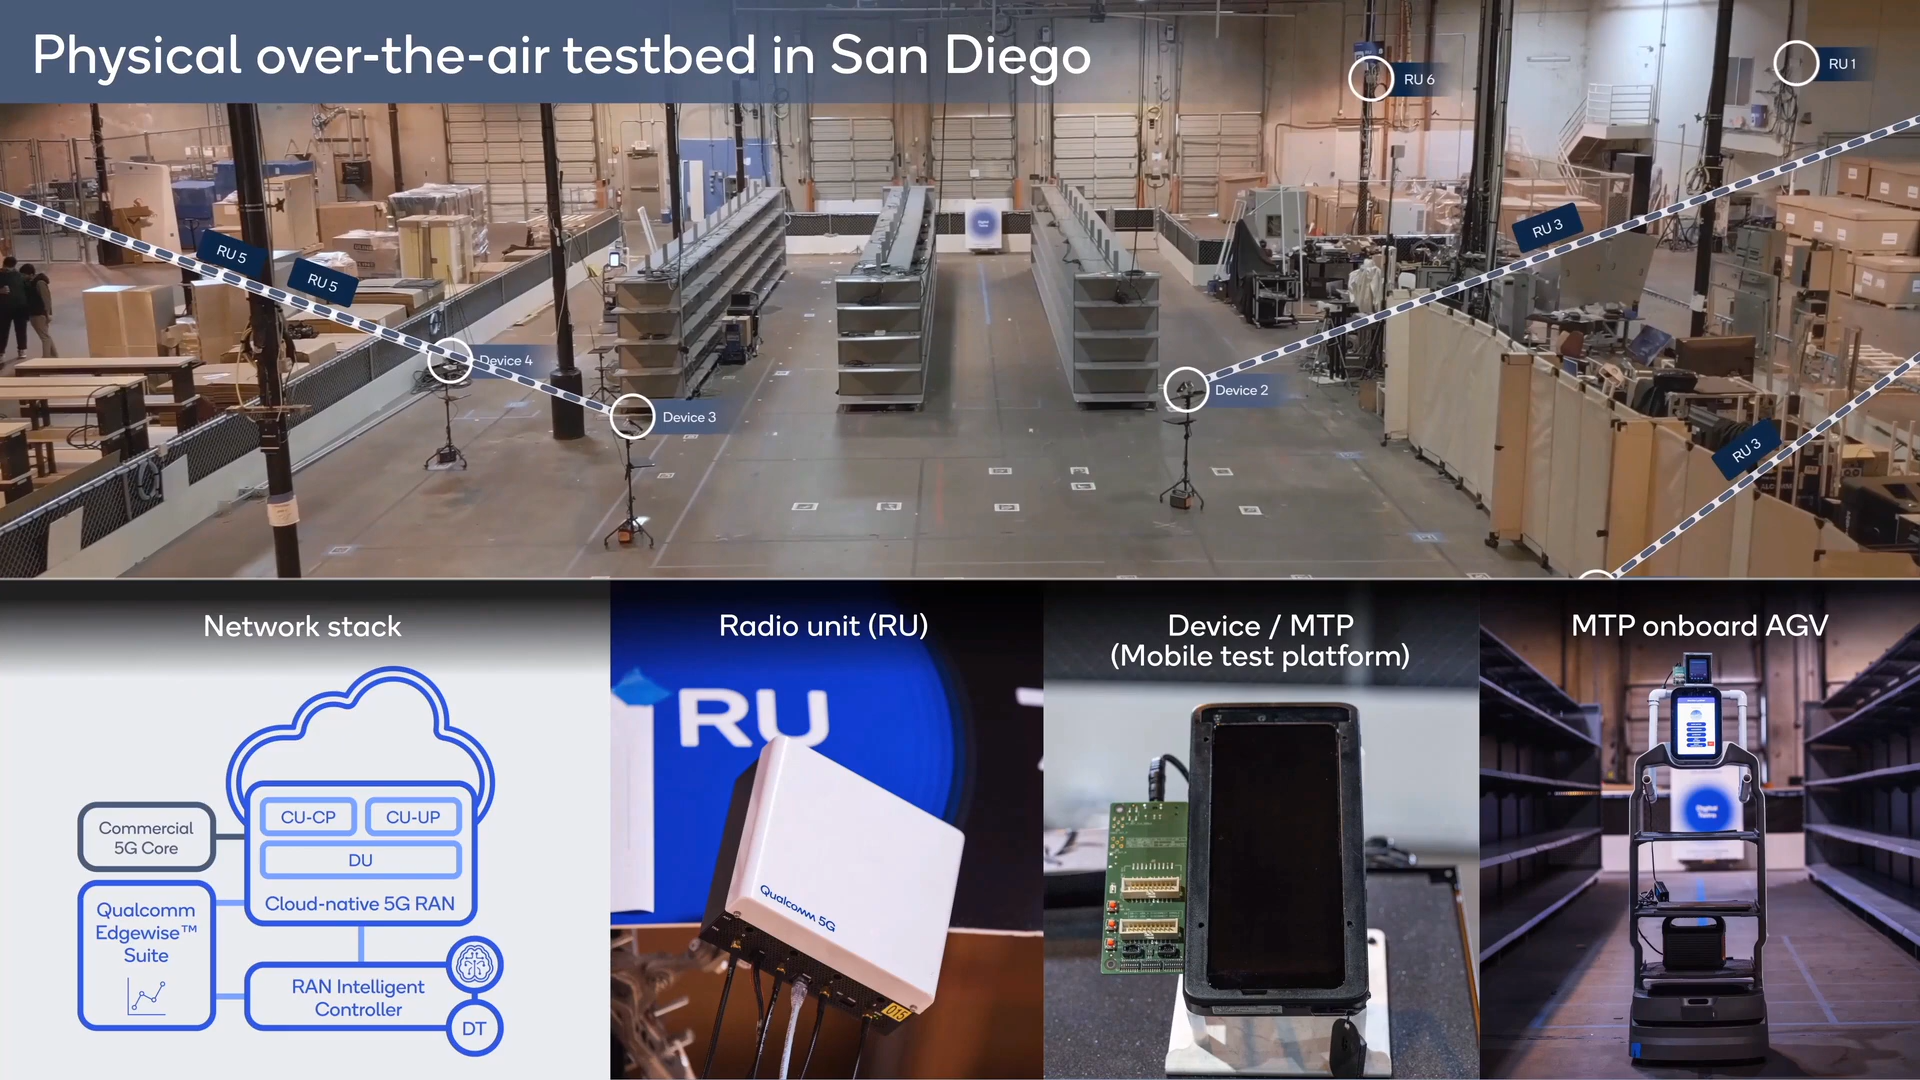 Physical over-the-air testbed in San Diego
RU 6
RU 1
RU 5
RU 5
RU 3
Device 4
Device 3
Device 2
RU 3
Network stack
CU-CP
CU-UP
DU
Cloud-native 5G RAN
Commercial
5G Core
Qualcomm
Edgewise™
Suite
RAN Intelligent
Controller
DT
Radio unit (RU)
RU
Qualcomm 5G
015
Device / MTP
(Mobile test platform)
MTP onboard AGV
Digital
Twins